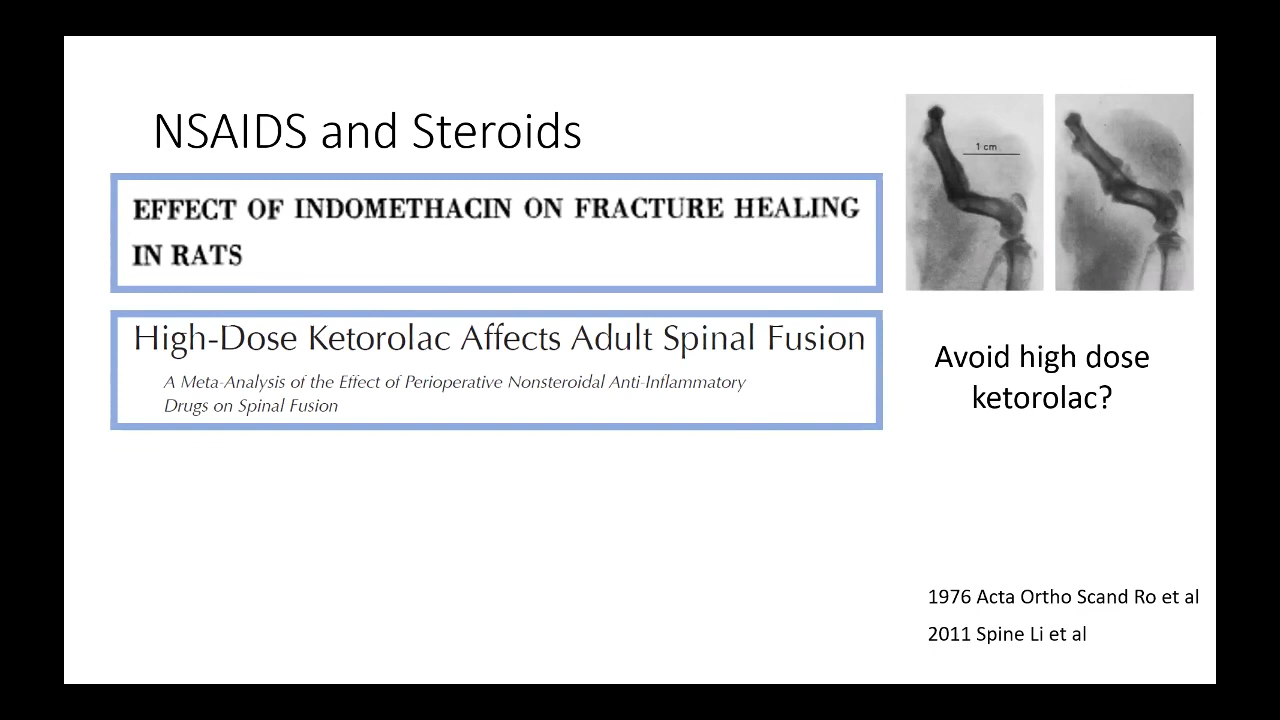 NSAIDS and Steroids
EFFECT OF INDOMETHACIN ON FRACTURE HEALING
IN RATS
1 cm
High-Dose Ketorolac Affects Adult Spinal Fusion
A Meta-Analysis of the Effect of Perioperative Nonsteroidal Anti-Inflammatory
Drugs on Spinal Fusion
Avoid high dose
ketorolac?
1976 Acta Ortho Scand Ro et al
2011 Spine Li et al